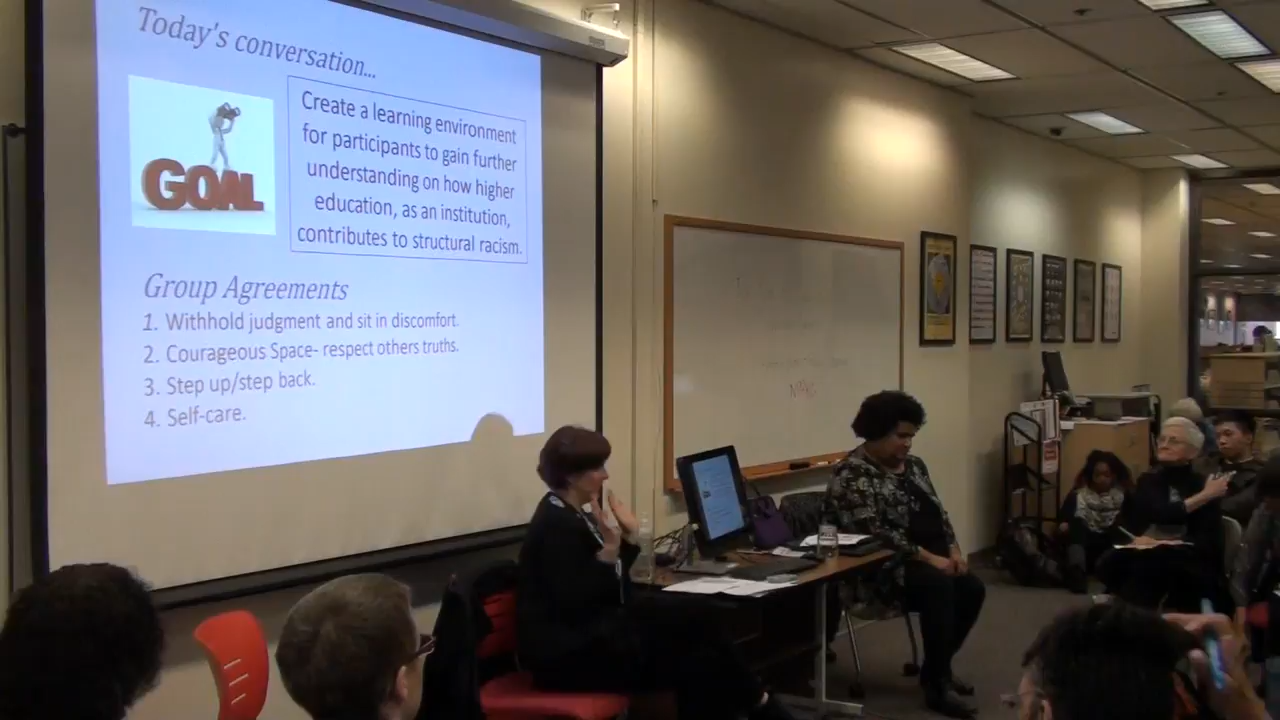 Today's conversation...
GOAL
Create a learning environment
for participants to gain further
understanding on how higher
education, as an institution,
contributes to structural racism.
Group Agreements
1. Withhold judgment and sit in discomfort.
2. Courageous Space- respect others truths.
3. Step up/step back.
4. Self-care.